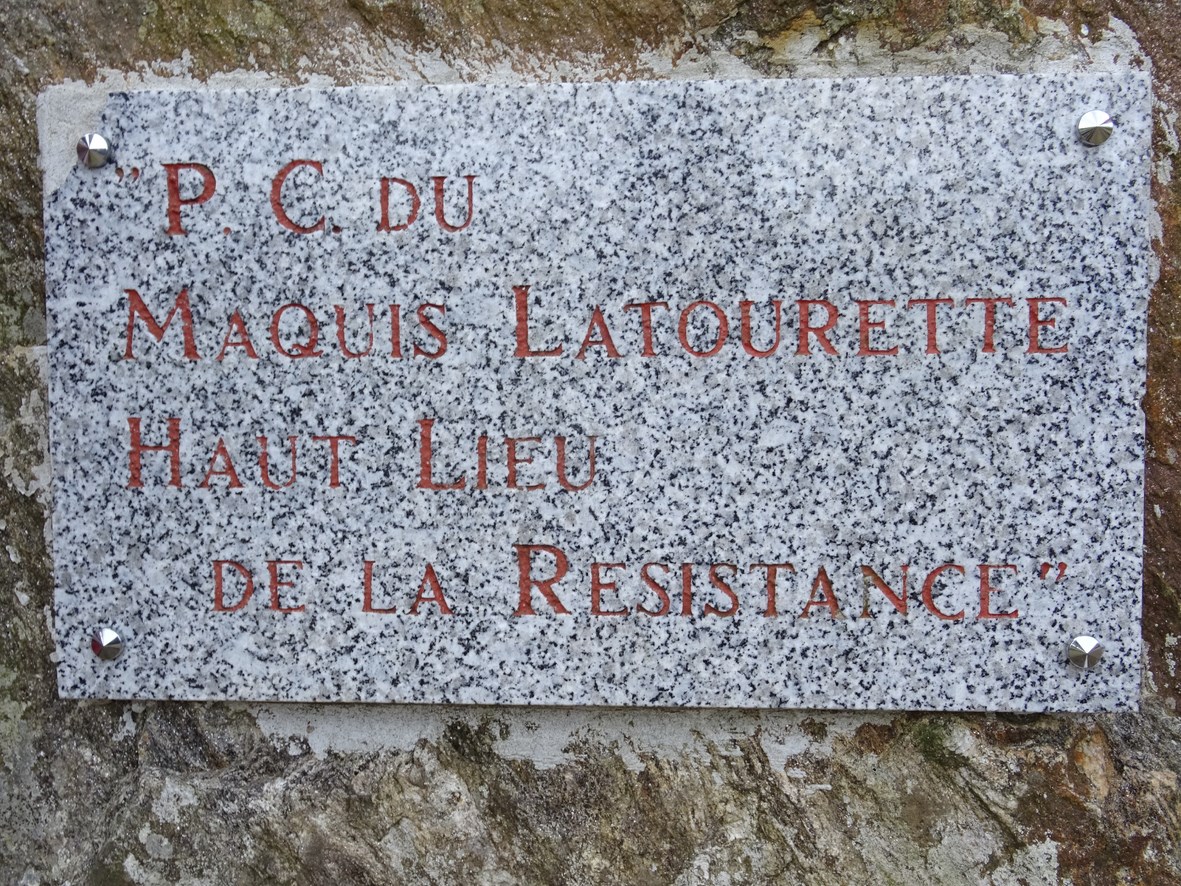 "P. C. DU
MAQUIS LATOURETTE
HAUT LIEU
DE LA RESISTANCE"